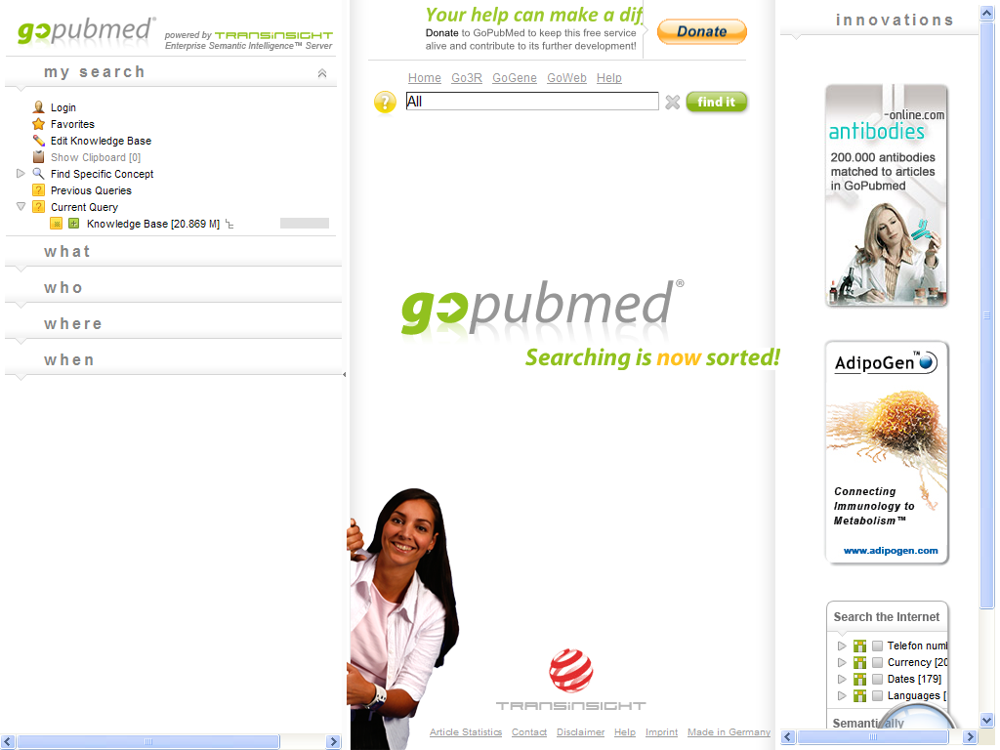 gopubmed®
powered by TRANSINSIGHT
Enterprise Semantic Intelligence™ Server
my search
Login
Favorites
Edit Knowledge Base
Show Clipboard [0]
Find Specific Concept
Previous Queries
Current Query
Knowledge Base [20.869 M]
what
who
where
when
Your help can make a dif
Donate to GoPubMed to keep this free service
alive and contribute to its further development!
Donate
Home Go3R GoGene GoWeb Help
All
find it
gopubmed®
Searching is now sorted!
TRANSINSIGHT
Article Statistics Contact Disclaimer Help Imprint Made in Germany
innovations
-online.com
antibodies
200.000 antibodies
matched to articles
in GoPubmed
AdipoGen™
Connecting
Immunology to
Metabolism™
www.adipogen.com
Search the Internet
Telefon num
Currency [20
Dates [179]
Languages [
Semantically